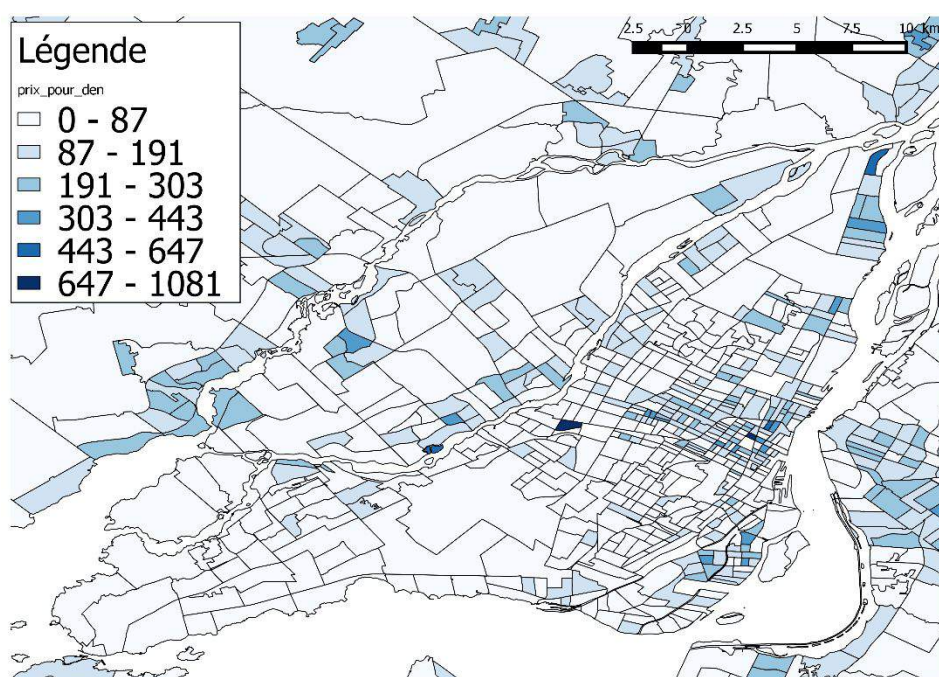 Légende
prix_pour_den
0 - 87
87 - 191
191 - 303
303 - 443
443 - 647
647 - 1081
2.5 0 2.5 5 7.5 10 km